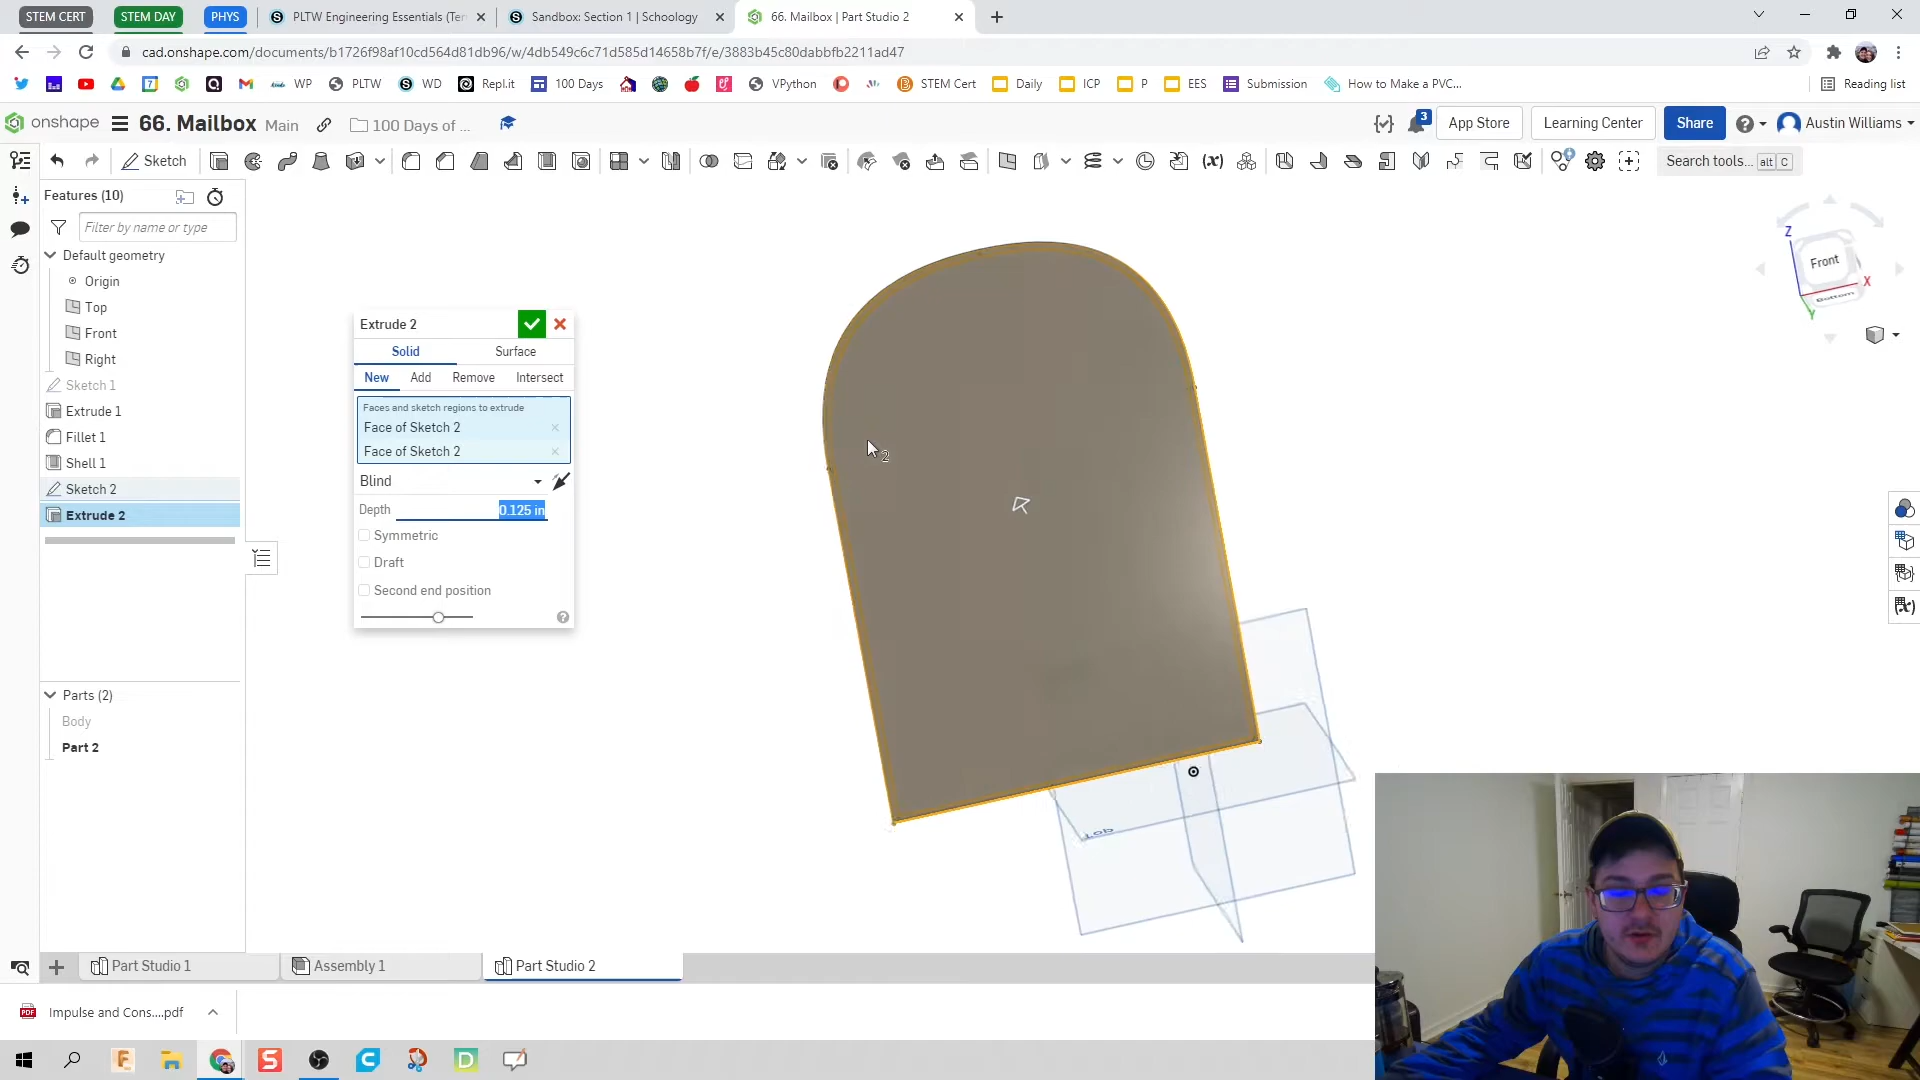 STEM CERT
STEM DAY
PHYS
PLTW Engineering Essentials (Ter
Sandbox: Section 1 | Schoology
66. Mailbox | Part Studio 2
cad.onshape.com/documents/b1726f98af10cd564d81db96/w/4db549c6c71d585d14658b7f/e/3883b45c80dabbfb2211ad47
WP
PLTW
WD
Repl.it
100 Days
VPython
STEM Cert
Daily
ICP
P
EES
Submission
How to Make a PVC...
Reading list
onshape
66. Mailbox
Main
100 Days of ...
3
App Store
Learning Center
Share
Austin Williams
Sketch
Search tools...
alt
C
Features (10)
Filter by name or type
Default geometry
Origin
Top
Front
Right
Sketch 1
Extrude 1
Fillet 1
Shell 1
Sketch 2
Extrude 2
Parts (2)
Body
Part 2
Extrude 2
Solid
Surface
New
Add
Remove
Intersect
Faces and sketch regions to extrude
Face of Sketch 2
Face of Sketch 2
Blind
Depth
0.125 in
Symmetric
Draft
Second end position
2
Z
Front
X
Bottom
Y
Part Studio 1
Assembly 1
Part Studio 2
Impulse and Cons....pdf